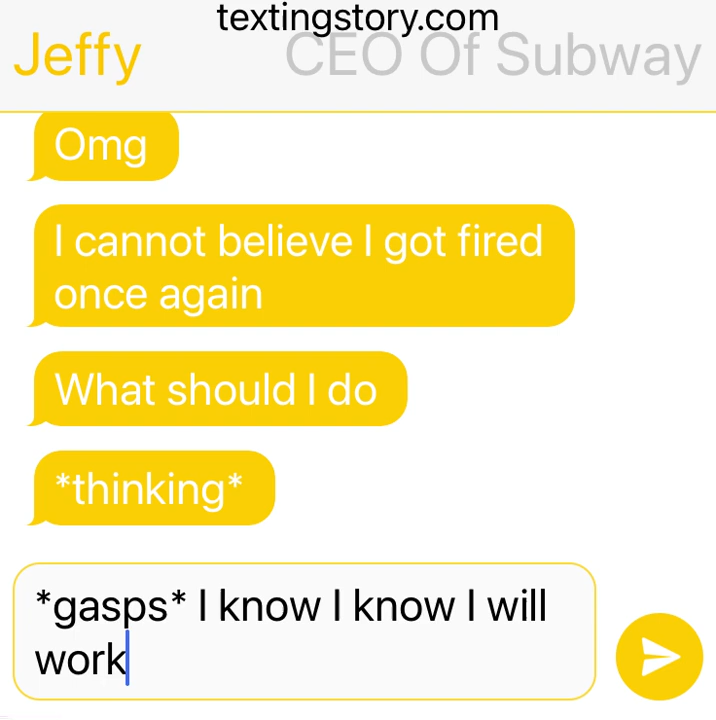 textingstory.com
Jeffy
CEO Of Subway
Omg
I cannot believe I got fired
once again
What should I do
*thinking*
*gasps* I know I know I will
work